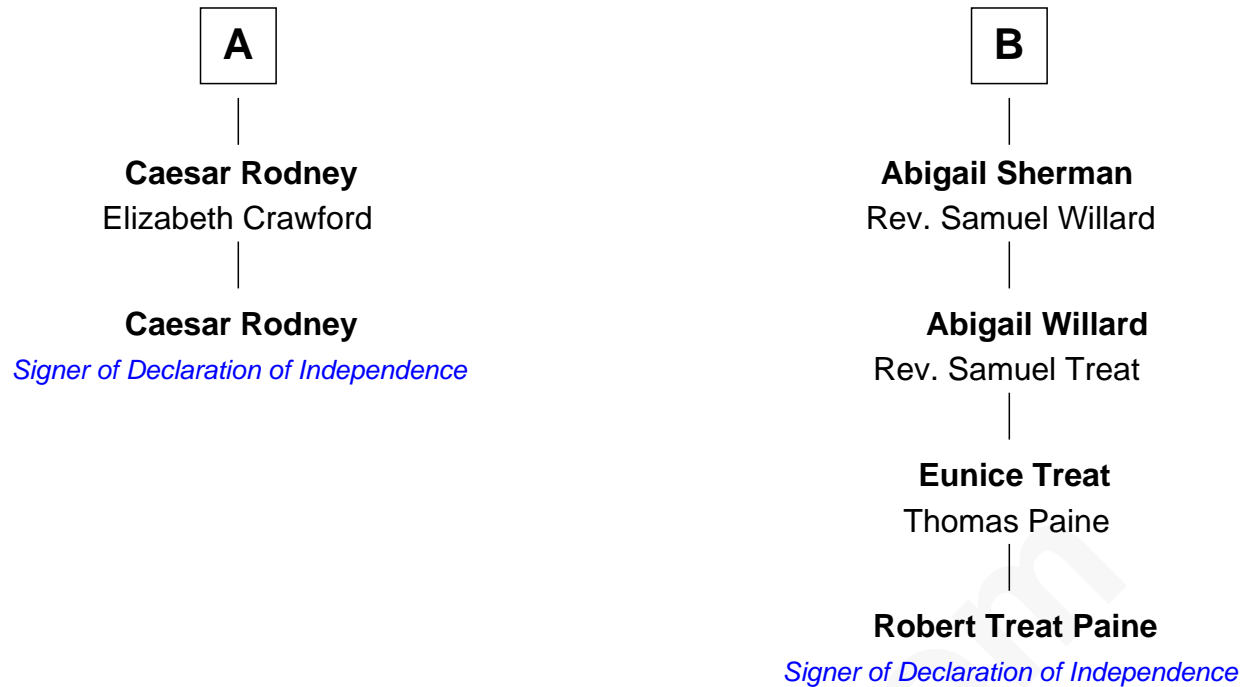 A
Caesar Rodney
Elizabeth Crawford
Caesar Rodney
Signer of Declaration of Independence
B
Abigail Sherman
Rev. Samuel Willard
Abigail Willard
Rev. Samuel Treat
Eunice Treat
Thomas Paine
Robert Treat Paine
Signer of Declaration of Independence